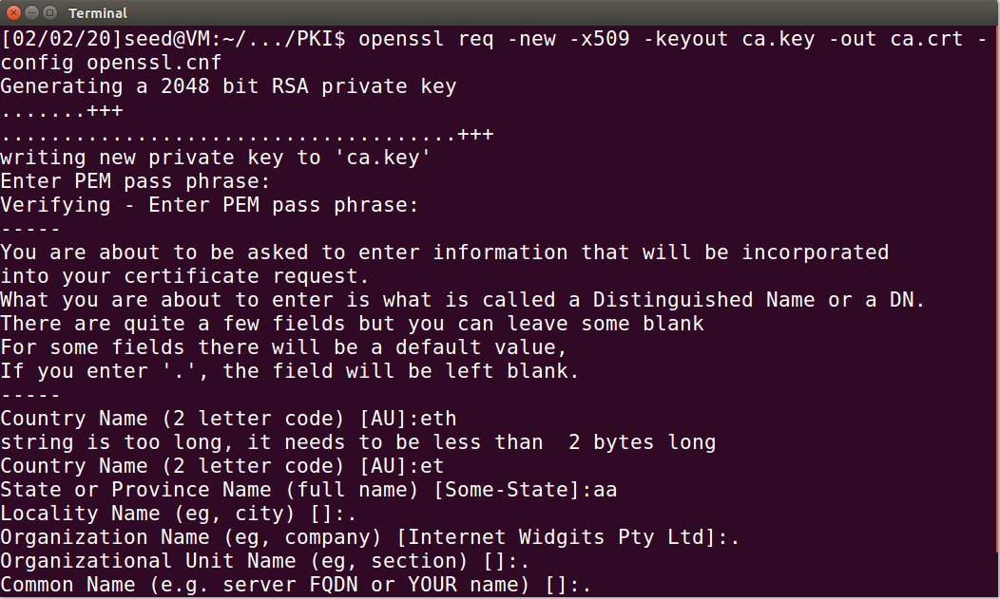 Terminal
[02/02/20]seed@VM:~/.../PKI$ openssl req -new -x509 -keyout ca.key -out ca.crt -
config openssl.cnf
Generating a 2048 bit RSA private key
.......+++
.....................................+++
writing new private key to 'ca.key'
Enter PEM pass phrase:
Verifying - Enter PEM pass phrase:
-----
You are about to be asked to enter information that will be incorporated
into your certificate request.
What you are about to enter is what is called a Distinguished Name or a DN.
There are quite a few fields but you can leave some blank
For some fields there will be a default value,
If you enter '.', the field will be left blank.
-----
Country Name (2 letter code) [AU]:eth
string is too long, it needs to be less than  2 bytes long
Country Name (2 letter code) [AU]:et
State or Province Name (full name) [Some-State]:aa
Locality Name (eg, city) []:.
Organization Name (eg, company) [Internet Widgits Pty Ltd]:.
Organizational Unit Name (eg, section) []:.
Common Name (e.g. server FQDN or YOUR name) []:.